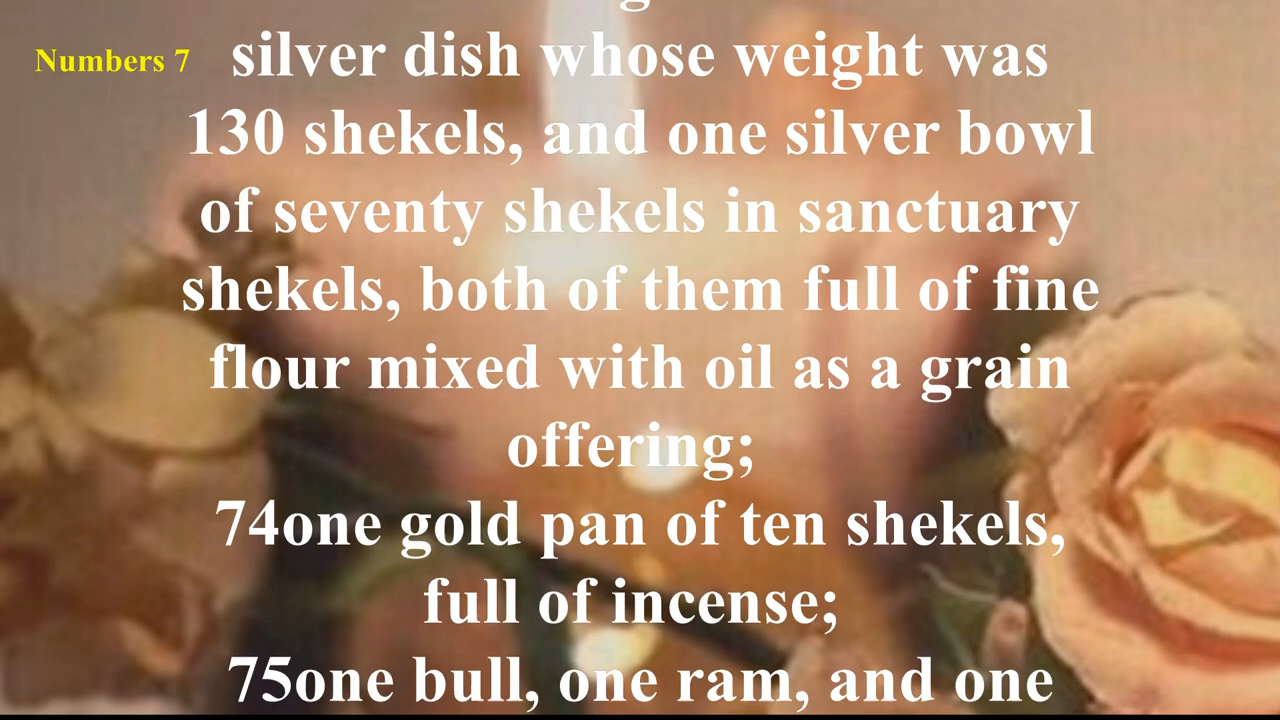 Numbers 7
silver dish whose weight was
130 shekels, and one silver bowl
of seventy shekels in sanctuary
shekels, both of them full of fine
flour mixed with oil as a grain
offering;
74one gold pan of ten shekels,
full of incense;
75one bull, one ram, and one